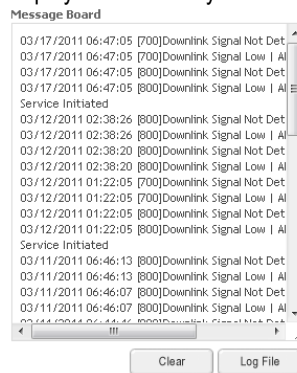 Message Board
03/17/2011 06:47:05 [700]Downlink Signal Not Det
03/17/2011 06:47:05 [700]Downlink Signal Low | Al
03/17/2011 06:47:05 [800]Downlink Signal Not Det
03/17/2011 06:47:05 [800]Downlink Signal Low | Al
Service Initiated
03/12/2011 02:38:26 [800]Downlink Signal Not Det
03/12/2011 02:38:26 [800]Downlink Signal Low | Al
03/12/2011 02:38:20 [800]Downlink Signal Not Det
03/12/2011 02:38:20 [800]Downlink Signal Low | Al
03/12/2011 01:22:05 [700]Downlink Signal Not Det
03/12/2011 01:22:05 [700]Downlink Signal Low | Al
03/12/2011 01:22:05 [800]Downlink Signal Not Det
03/12/2011 01:22:05 [800]Downlink Signal Low | Al
Service Initiated
03/11/2011 06:46:13 [800]Downlink Signal Not Det
03/11/2011 06:46:13 [800]Downlink Signal Low | Al
03/11/2011 06:46:07 [800]Downlink Signal Not Det
03/11/2011 06:46:07 [800]Downlink Signal Low | Al
Clear Log File